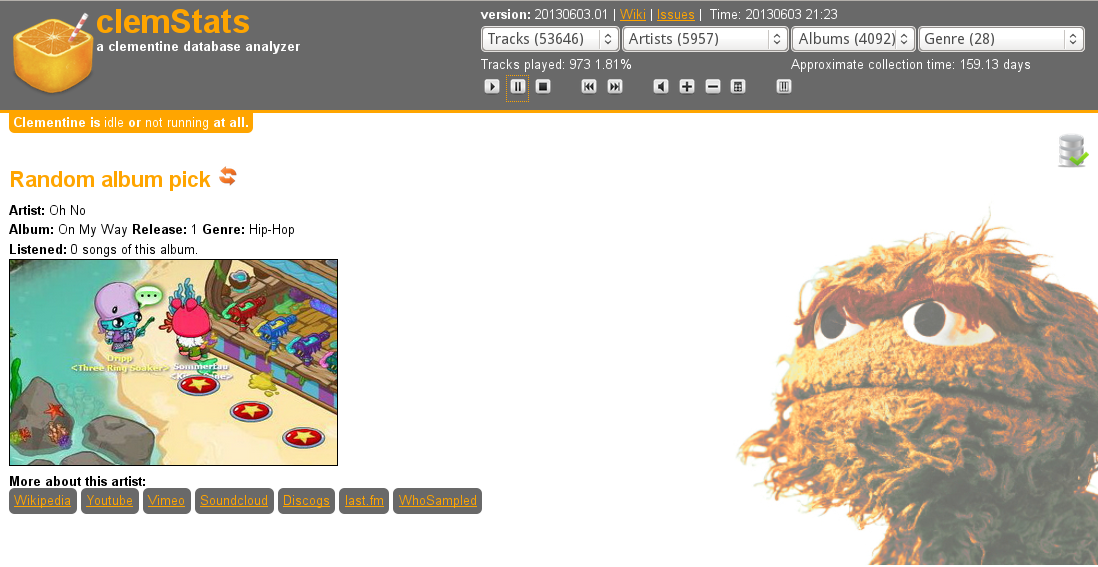 clemStats
a clementine database analyzer
version: 20130603.01 | Wiki | Issues | Time: 20130603 21:23
Tracks (53646) Artists (5957) Albums (4092) Genre (28)
Tracks played: 973 1.81% Approximate collection time: 159.13 days
Clementine is idle or not running at all.
Random album pick
Artist: Oh No
Album: On My Way Release: 1 Genre: Hip-Hop
Listened: 0 songs of this album.
Dripp
<Three Ring Soaker>
Sommertau
More about this artist:
Wikipedia Youtube Vimeo Soundcloud Discogs last.fm WhoSampled